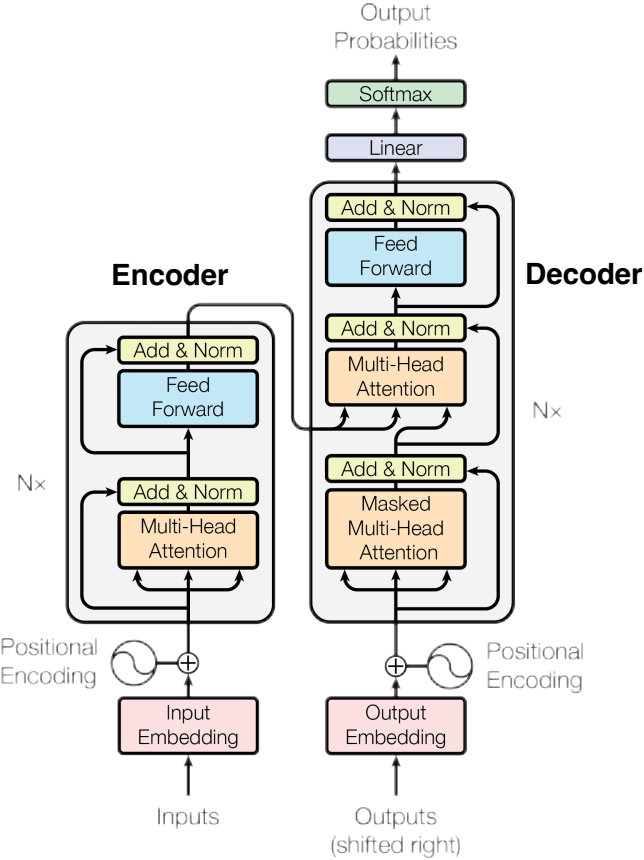 Output
Probabilities
Softmax
Linear
Add & Norm
Feed
Forward
Add & Norm
Multi-Head
Attention
Add & Norm
Masked
Multi-Head
Attention
Decoder
N×
Positional
Encoding
Output
Embedding
Outputs
(shifted right)
Encoder
Add & Norm
Feed
Forward
Add & Norm
Multi-Head
Attention
N×
Positional
Encoding
Input
Embedding
Inputs